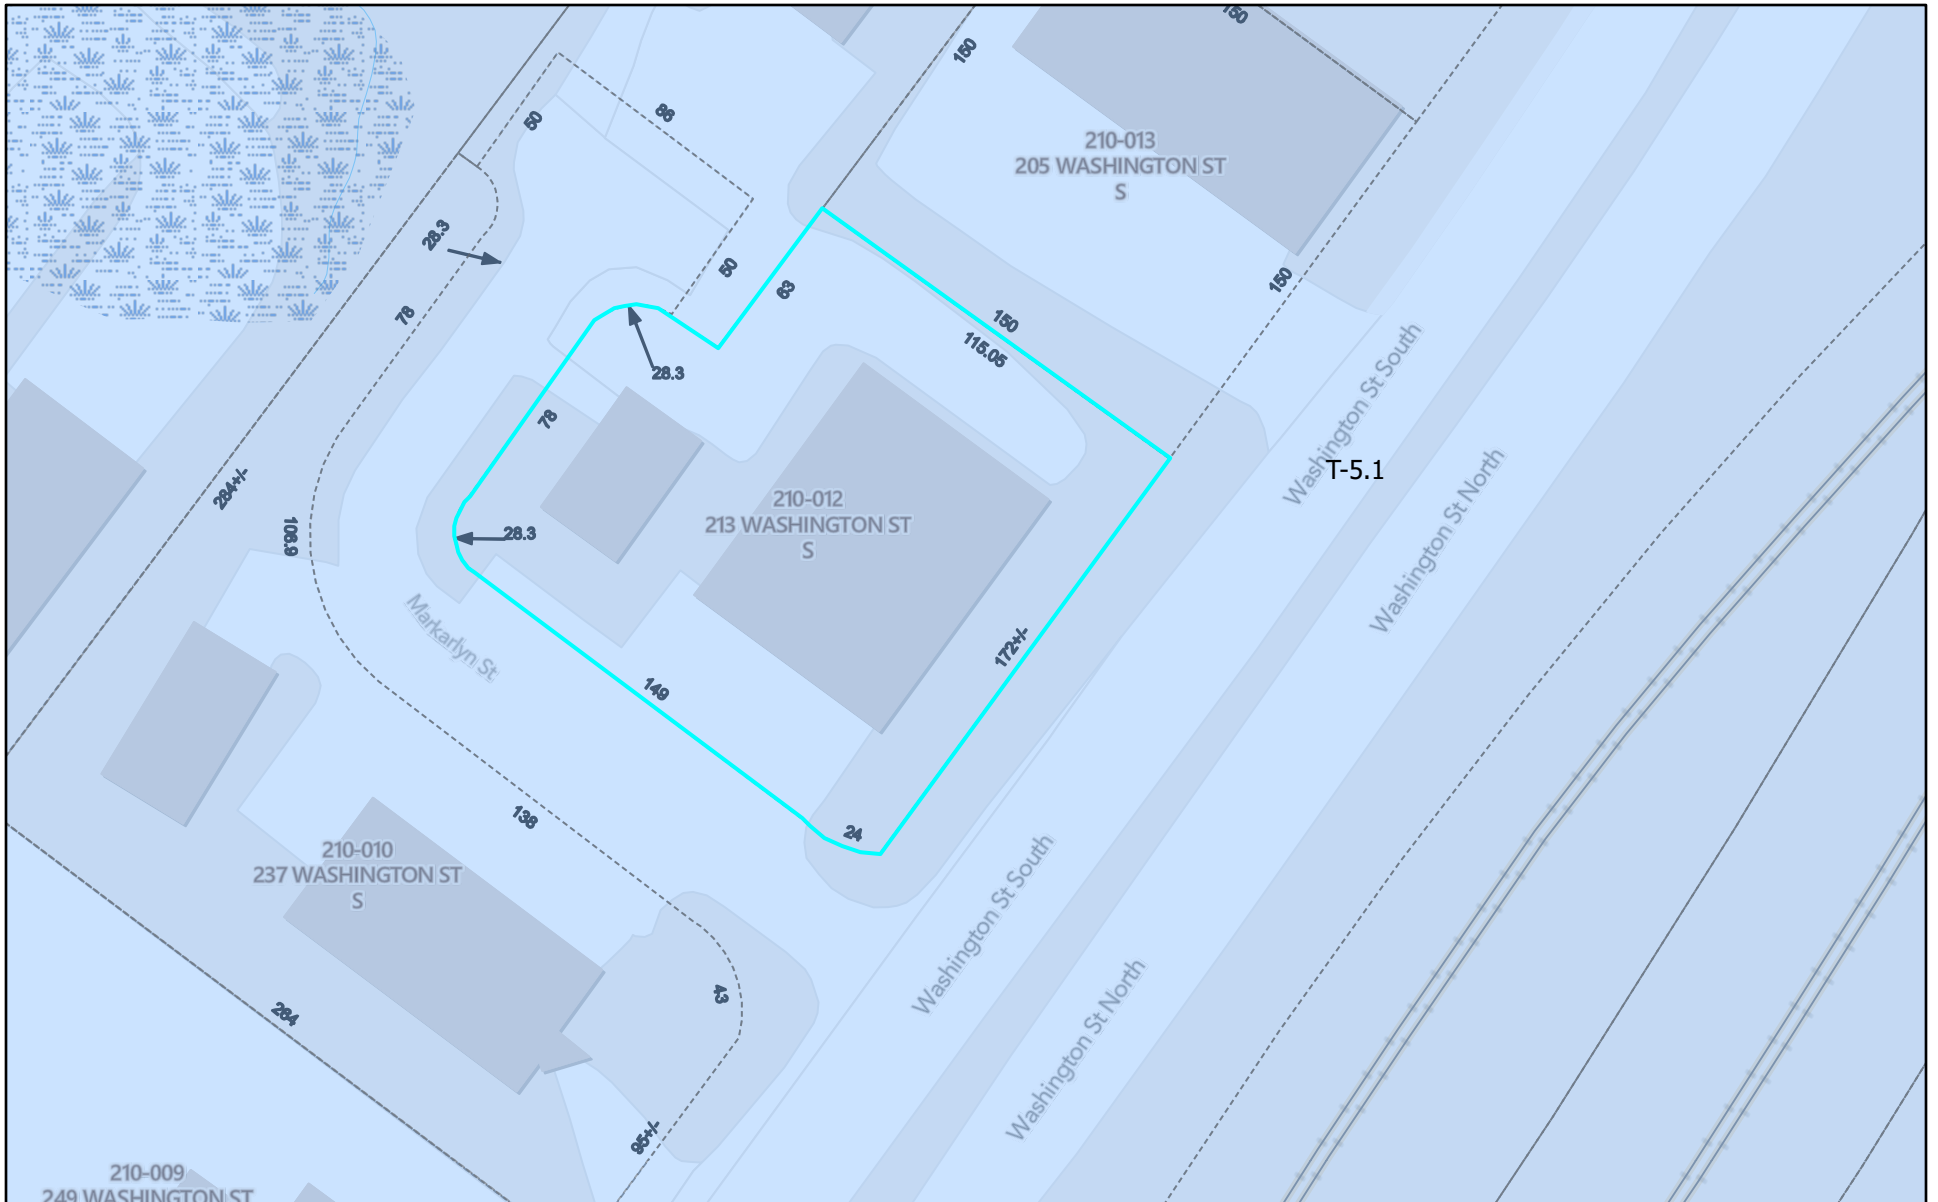 150
150
86
50
210-013
205 WASHINGTON ST
S
28.3
50
63
150
78
150
115.05
28.3
78
Washington St South
T-5.1
284+/-
210-012
213 WASHINGTON ST
S
106.9
28.3
Washington St North
Markarlyn St
172+/-
149
138
24
210-010
237 WASHINGTON ST
S
Washington St South
43
264
Washington St North
95+/-
210-009
249 WASHINGTON ST